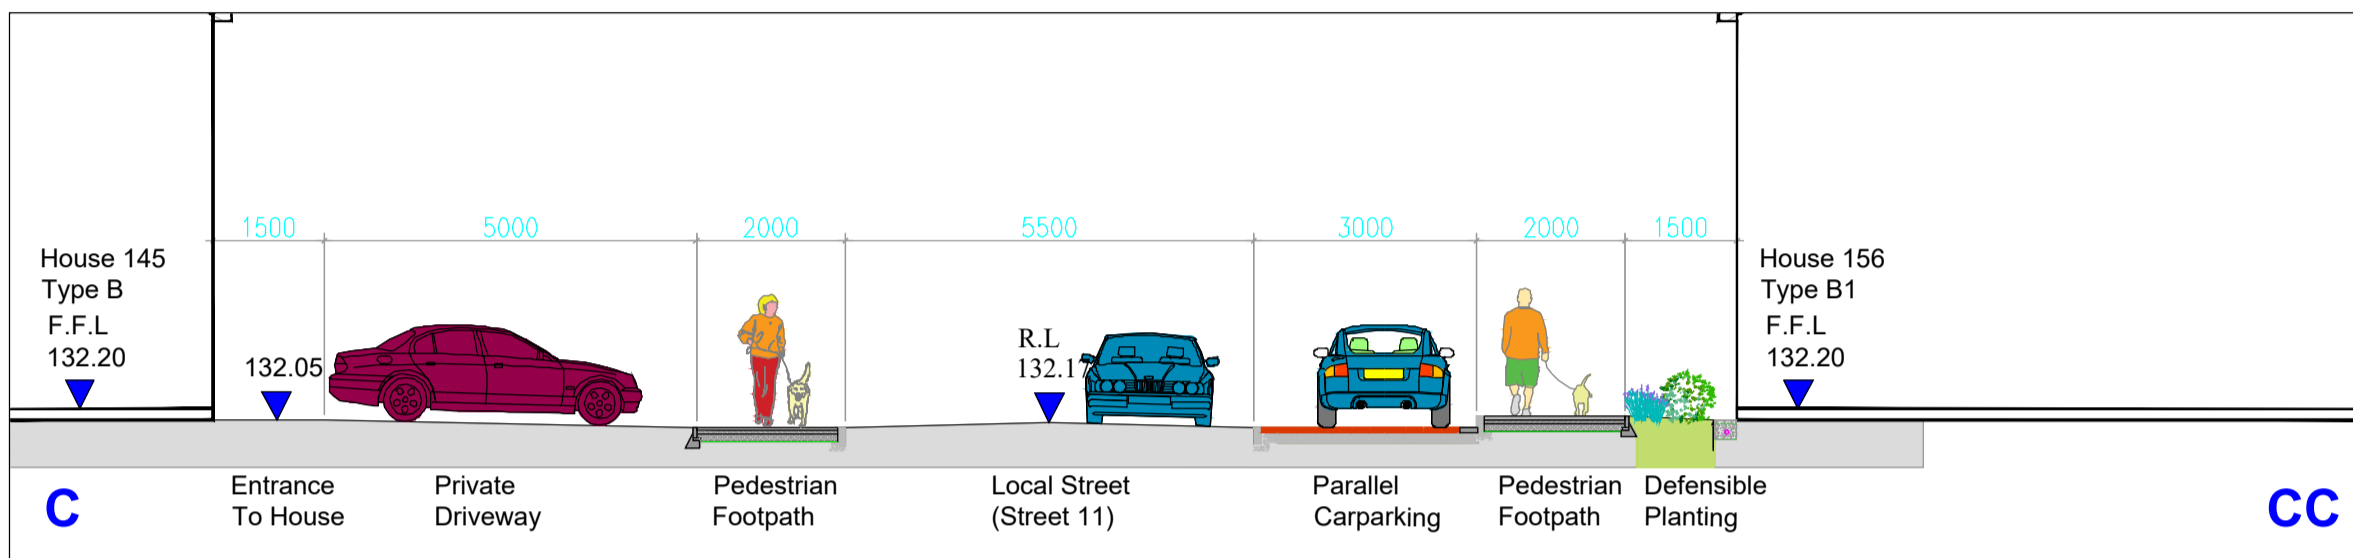 1500 5000 2000 5500 3000 2000 1500
House 145
Type B
F.F.L
132.20
132.05
R.L
132.1
House 156
Type B1
F.F.L
132.20
Entrance
To House
Private
Driveway
Pedestrian
Footpath
Local Street
(Street 11)
Parallel
Carparking
Pedestrian
Footpath
Defensible
Planting
C
CC